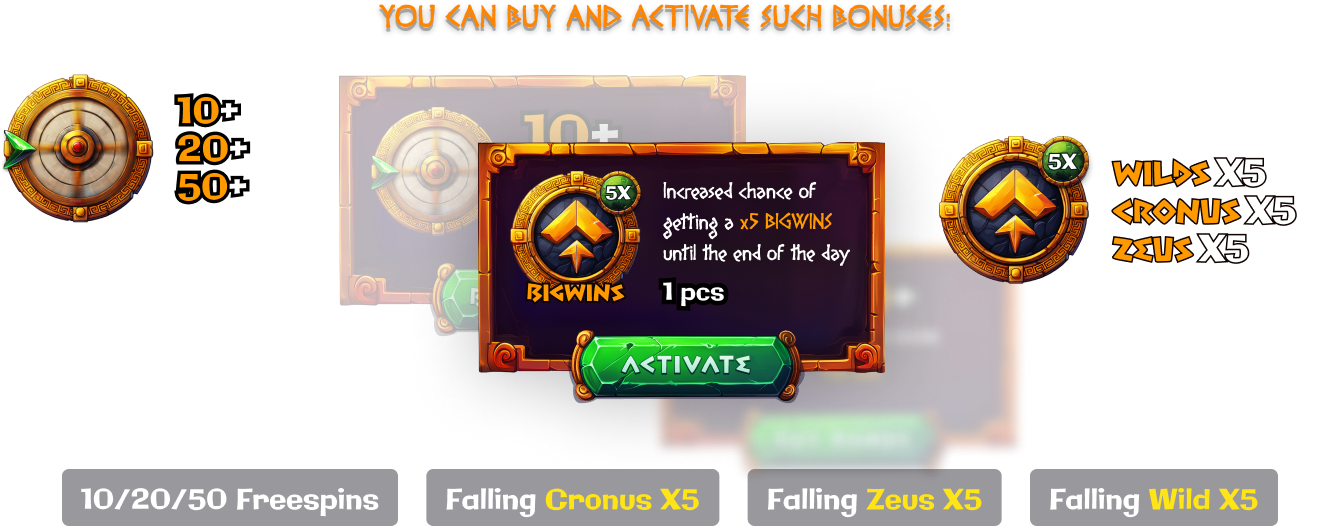 YOU CAN BUY AND ACTIVATE SUCH BONUSES!
10+
20+
50+
10+
5X
Increased chance of
getting a x5 BIGWINS
until the end of the day
BIGWINS
1 pcs
ACTIVATE
5X
WILDS X5
CRONUS X5
ZEUS X5
10/20/50 Freespins
Falling Cronus X5
Falling Zeus X5
Falling Wild X5